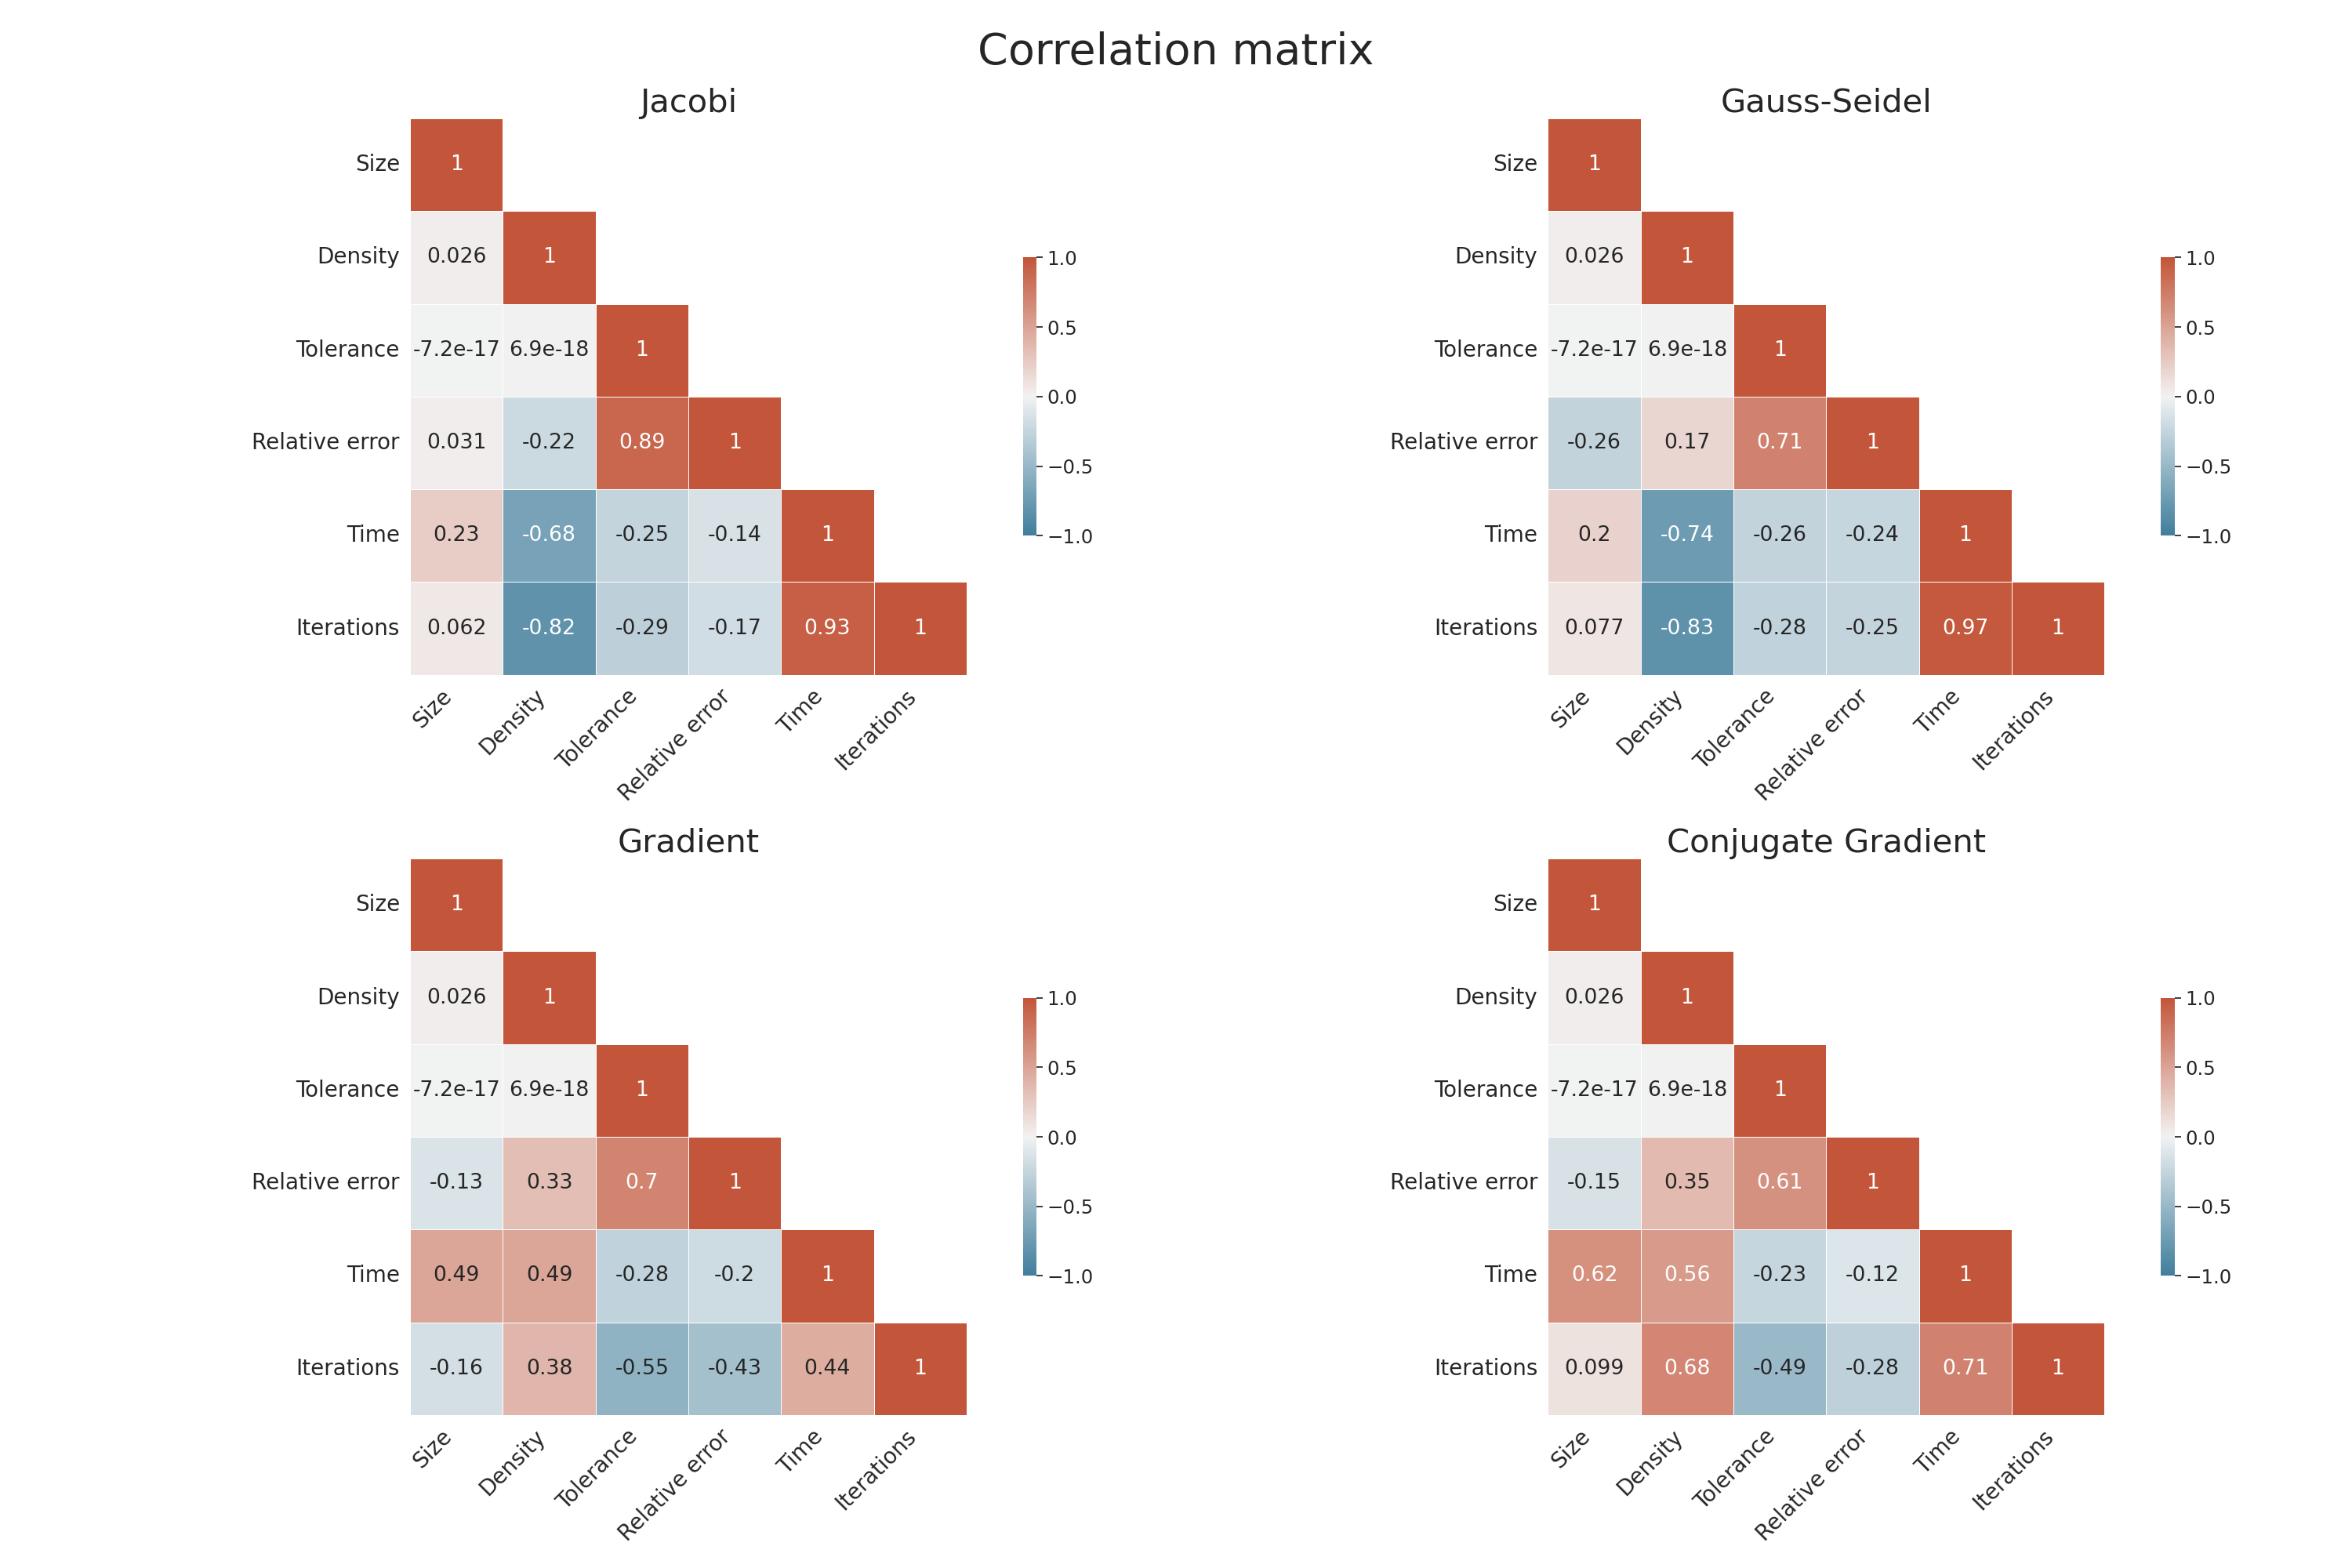 Correlation matrix
Jacobi
Size 1
Density 0.026 1
Tolerance -7.2e-17 6.9e-18 1
Relative error 0.031 -0.22 0.89 1
Time 0.23 -0.68 -0.25 -0.14 1
Iterations 0.062 -0.82 -0.29 -0.17 0.93 1
Size Density Tolerance Relative error Time Iterations
1.0
0.5
0.0
−0.5
−1.0
Gauss-Seidel
Size 1
Density 0.026 1
Tolerance -7.2e-17 6.9e-18 1
Relative error -0.26 0.17 0.71 1
Time 0.2 -0.74 -0.26 -0.24 1
Iterations 0.077 -0.83 -0.28 -0.25 0.97 1
Size Density Tolerance Relative error Time Iterations
1.0
0.5
0.0
−0.5
−1.0
Gradient
Size 1
Density 0.026 1
Tolerance -7.2e-17 6.9e-18 1
Relative error -0.13 0.33 0.7 1
Time 0.49 0.49 -0.28 -0.2 1
Iterations -0.16 0.38 -0.55 -0.43 0.44 1
Size Density Tolerance Relative error Time Iterations
1.0
0.5
0.0
−0.5
−1.0
Conjugate Gradient
Size 1
Density 0.026 1
Tolerance -7.2e-17 6.9e-18 1
Relative error -0.15 0.35 0.61 1
Time 0.62 0.56 -0.23 -0.12 1
Iterations 0.099 0.68 -0.49 -0.28 0.71 1
Size Density Tolerance Relative error Time Iterations
1.0
0.5
0.0
−0.5
−1.0